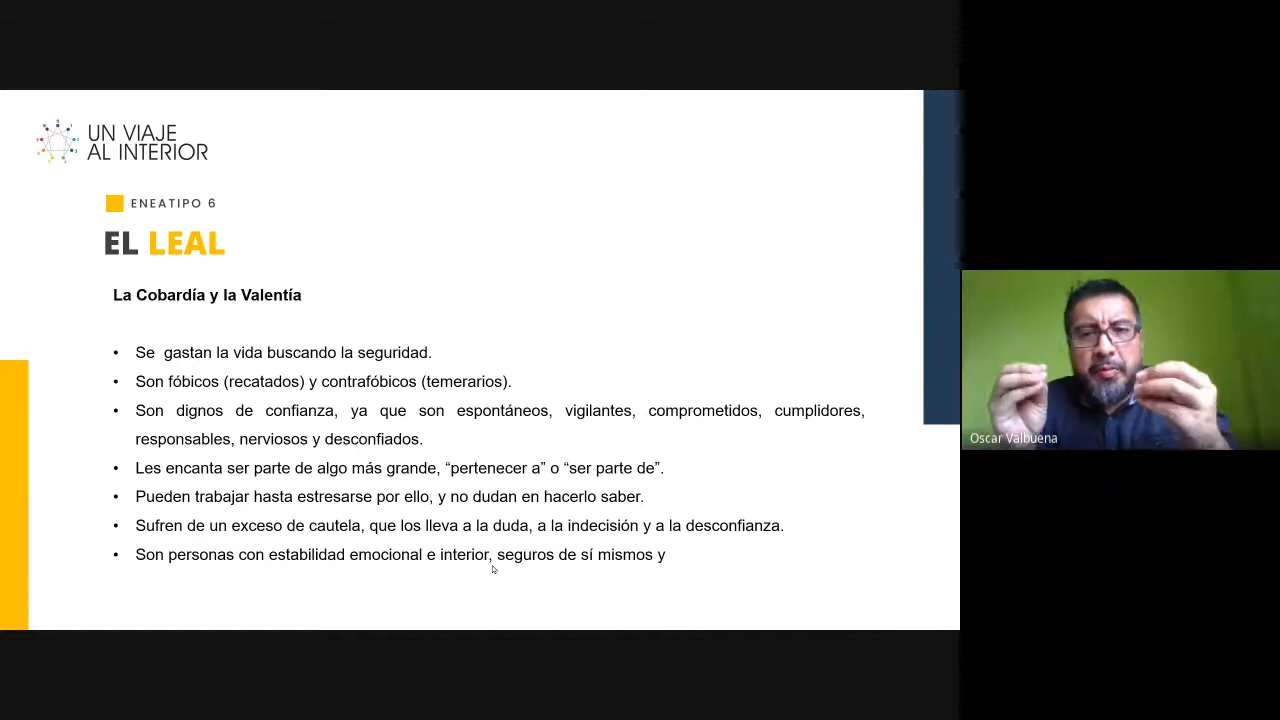 UN VIAJE
AL INTERIOR
ENEATIPO 6
EL LEAL
La Cobardía y la Valentía
• Se gastan la vida buscando la seguridad.
• Son fóbicos (recatados) y contrafóbicos (temerarios).
• Son dignos de confianza, ya que son espontáneos, vigilantes, comprometidos, cumplidores,
responsables, nerviosos y desconfiados.
• Les encanta ser parte de algo más grande, “pertenecer a” o “ser parte de”.
• Pueden trabajar hasta estresarse por ello, y no dudan en hacerlo saber.
• Sufren de un exceso de cautela, que los lleva a la duda, a la indecisión y a la desconfianza.
• Son personas con estabilidad emocional e interior, seguros de sí mismos y
Oscar Valbuena